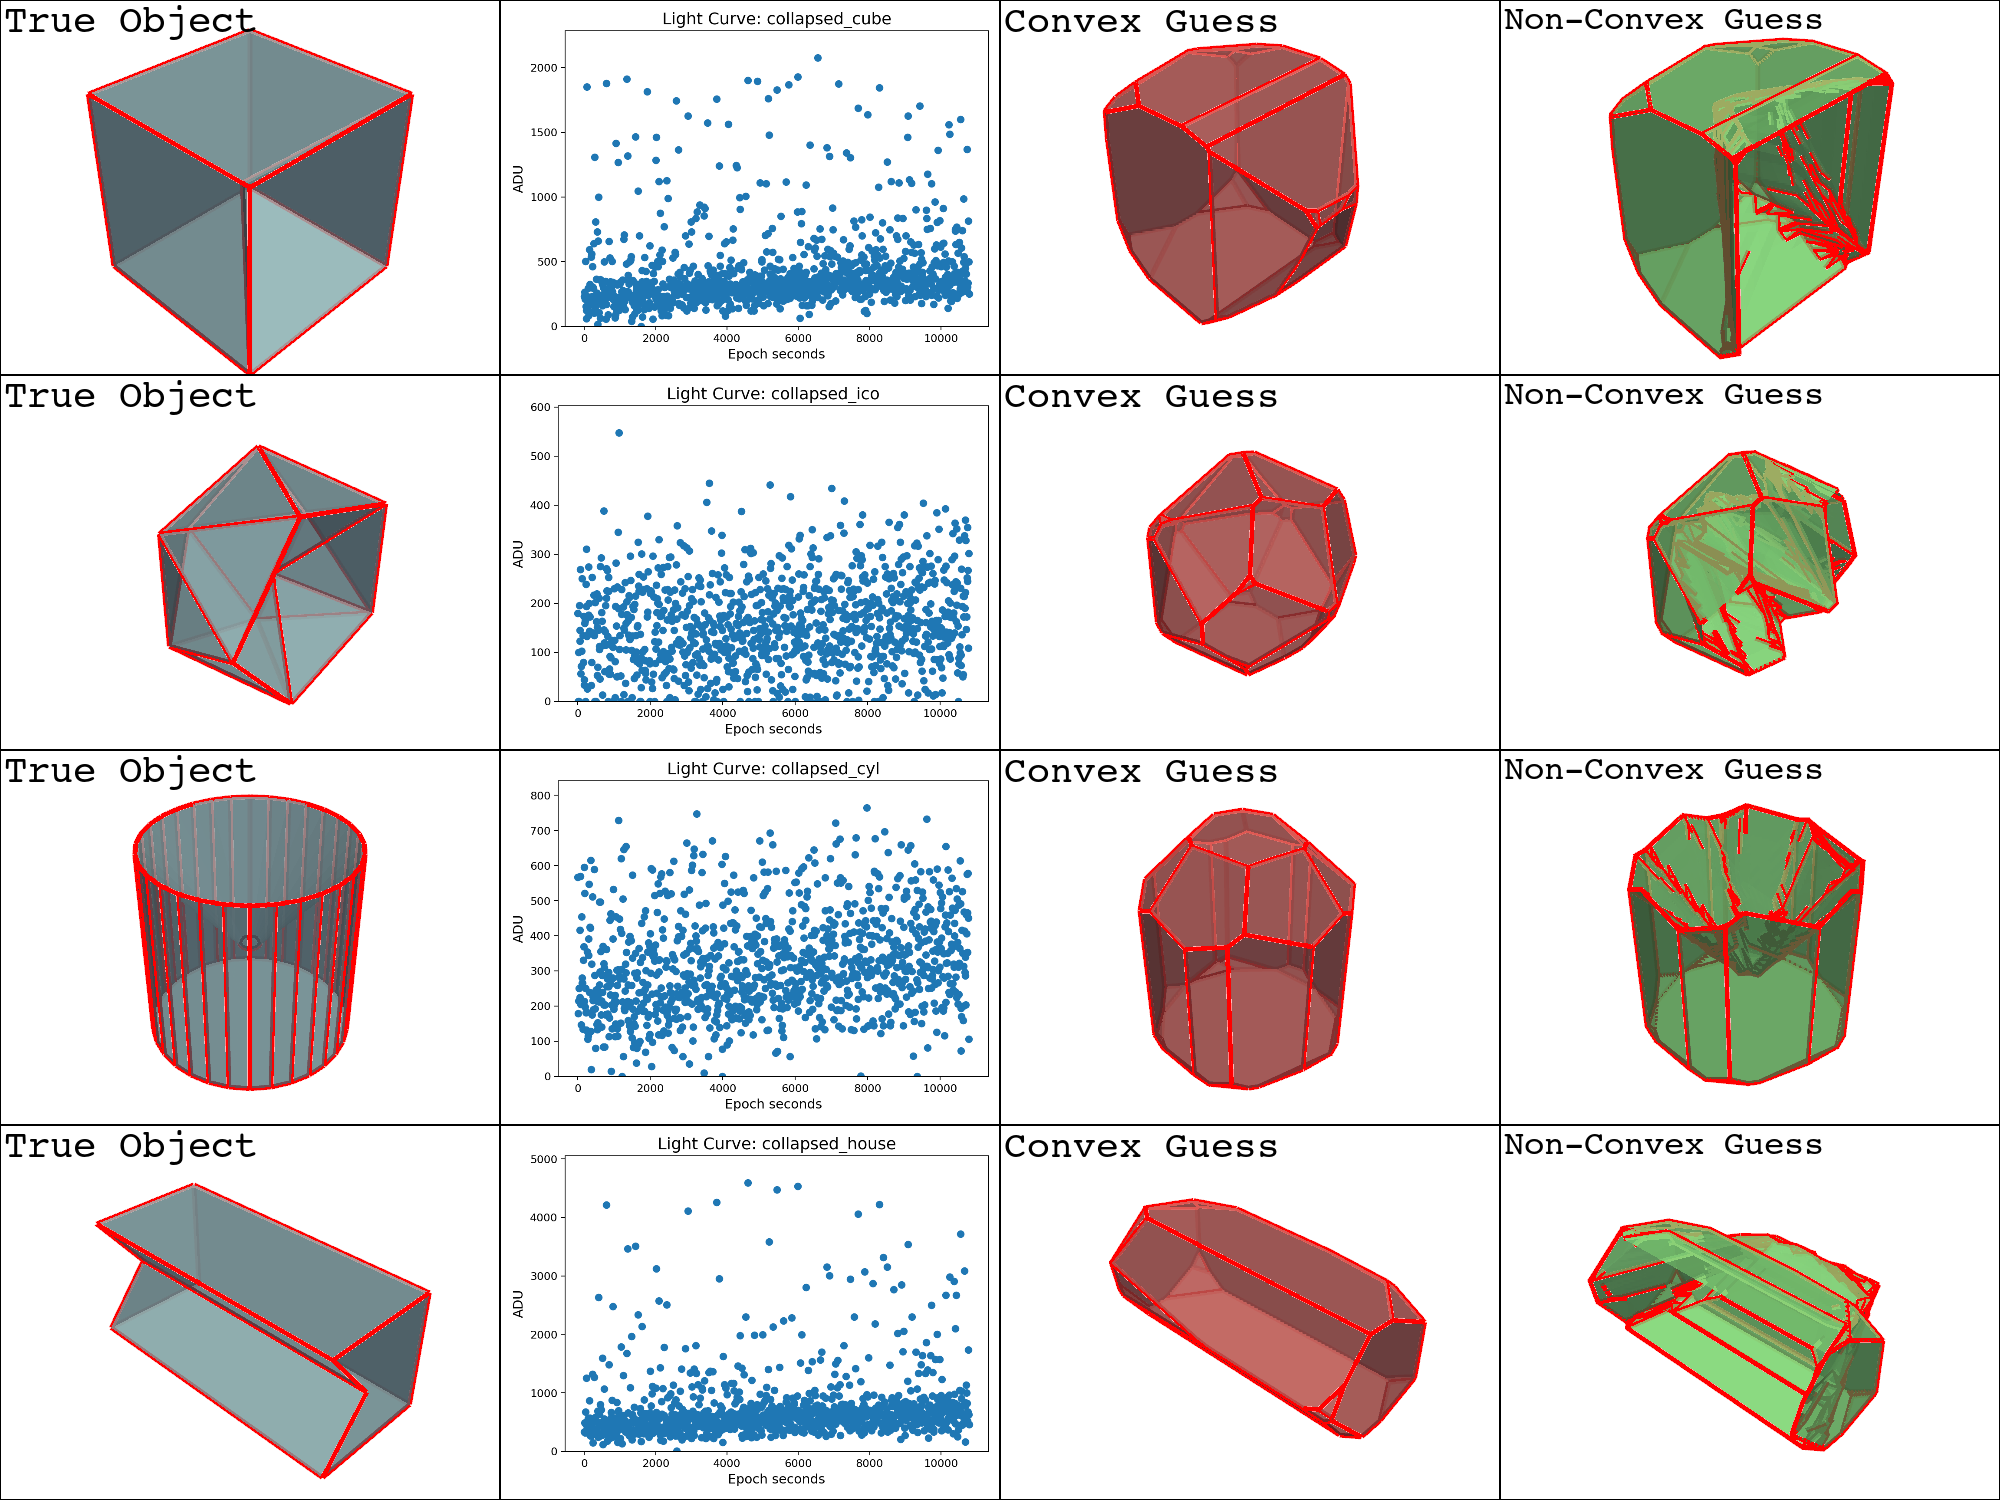 True Object
Light Curve: collapsed_cube
ADU
2000
1500
1000
500
0
0 2000 4000 6000 8000 10000
Epoch seconds
Convex Guess
Non-Convex Guess
True Object
Light Curve: collapsed_ico
ADU
600
500
400
300
200
100
0
0 2000 4000 6000 8000 10000
Epoch seconds
Convex Guess
Non-Convex Guess
True Object
Light Curve: collapsed_cyl
ADU
800
700
600
500
400
300
200
100
0
0 2000 4000 6000 8000 10000
Epoch seconds
Convex Guess
Non-Convex Guess
True Object
Light Curve: collapsed_house
ADU
5000
4000
3000
2000
1000
0
0 2000 4000 6000 8000 10000
Epoch seconds
Convex Guess
Non-Convex Guess